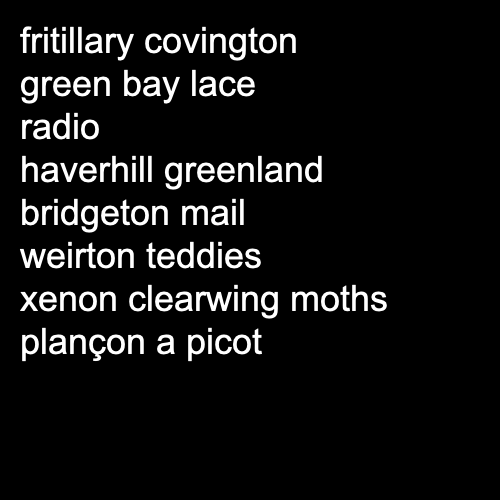 fritillary covington
green bay lace
radio
haverhill greenland
bridgeton mail
weirton teddies
xenon clearwing moths
plançon a picot